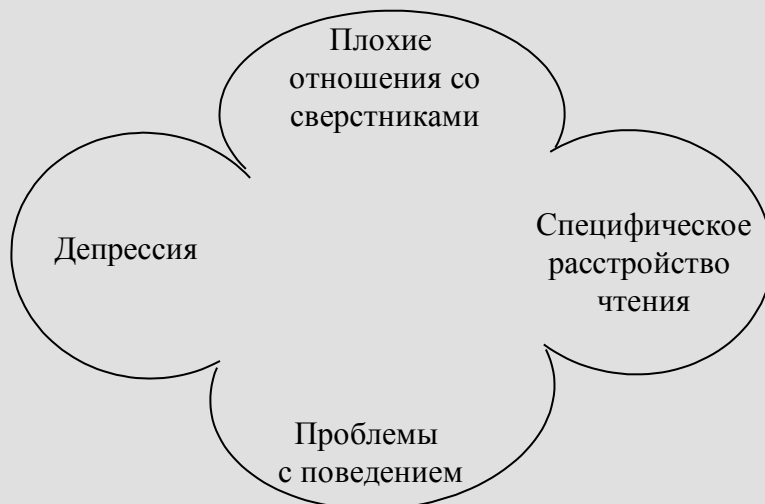 Плохие
отношения со
сверстниками
Депрессия
Специфическое
расстройство
чтения
Проблемы
с поведением